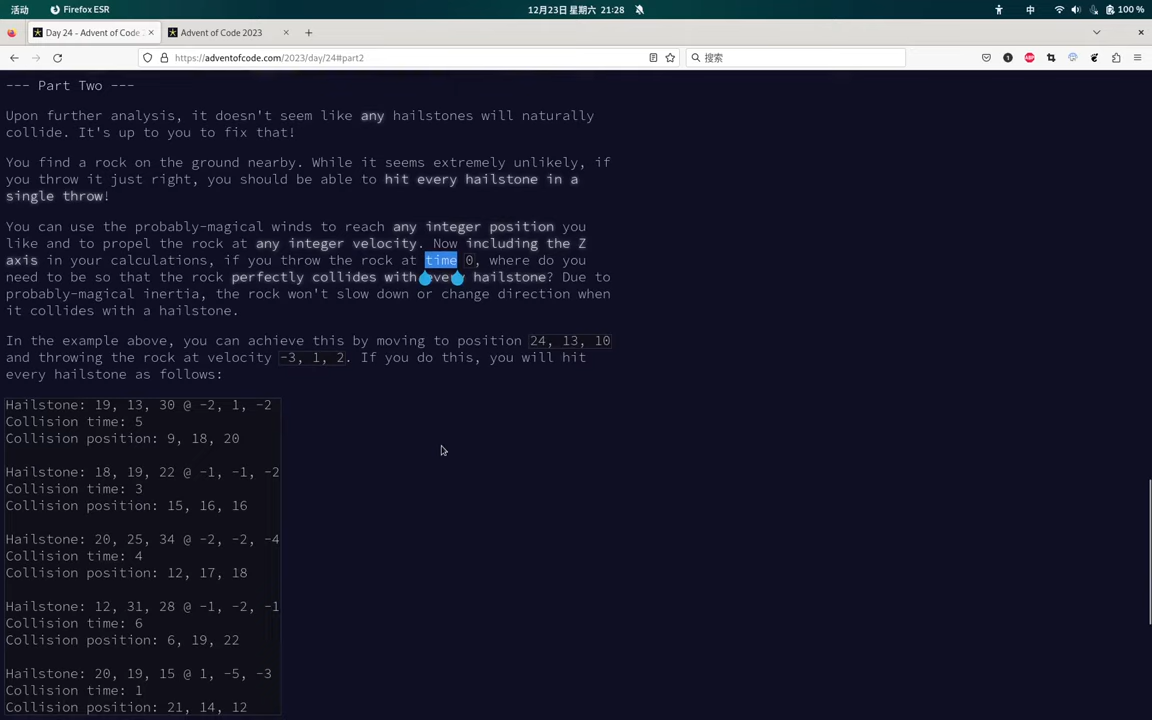 活动 Firefox ESR 12月23日 星期六 21:28 中 100 %
Day 24 - Advent of Code Advent of Code 2023
https://adventofcode.com/2023/day/24#part2 搜索
--- Part Two ---
Upon further analysis, it doesn't seem like any hailstones will naturally
collide. It's up to you to fix that!
You find a rock on the ground nearby. While it seems extremely unlikely, if
you throw it just right, you should be able to hit every hailstone in a
single throw!
You can use the probably-magical winds to reach any integer position you
like and to propel the rock at any integer velocity. Now including the Z
axis in your calculations, if you throw the rock at time 0, where do you
need to be so that the rock perfectly collides with every hailstone? Due to
probably-magical inertia, the rock won't slow down or change direction when
it collides with a hailstone.
In the example above, you can achieve this by moving to position 24, 13, 10
and throwing the rock at velocity -3, 1, 2. If you do this, you will hit
every hailstone as follows:
Hailstone: 19, 13, 30 @ -2, 1, -2
Collision time: 5
Collision position: 9, 18, 20
Hailstone: 18, 19, 22 @ -1, -1, -2
Collision time: 3
Collision position: 15, 16, 16
Hailstone: 20, 25, 34 @ -2, -2, -4
Collision time: 4
Collision position: 12, 17, 18
Hailstone: 12, 31, 28 @ -1, -2, -1
Collision time: 6
Collision position: 6, 19, 22
Hailstone: 20, 19, 15 @ 1, -5, -3
Collision time: 1
Collision position: 21, 14, 12